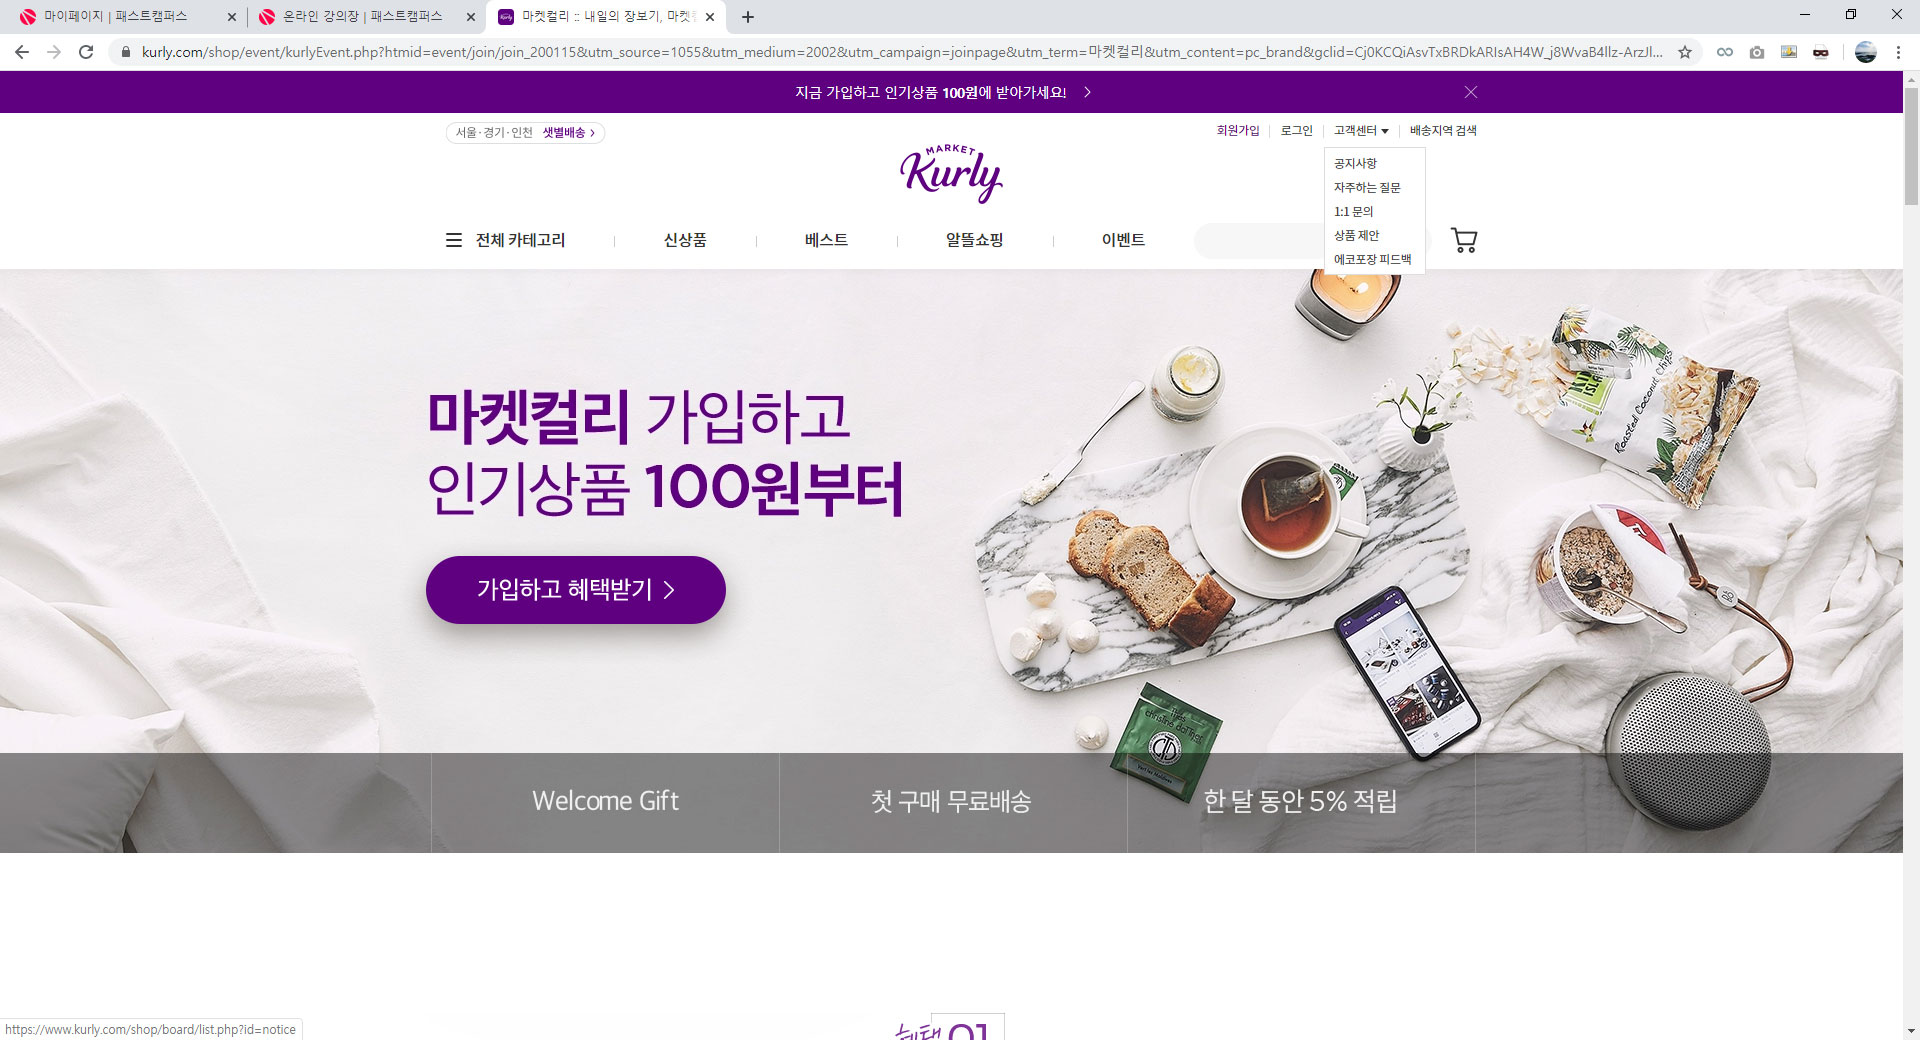 마이페이지 | 패스트캠퍼스
온라인 강의장 | 패스트캠퍼스
Kurly
마켓컬리 :: 내일의 장보기, 마켓
kurly.com/shop/event/kurlyEvent.php?htmid=event/join/join_200115&utm_source=1055&utm_medium=2002&utm_campaign=joinpage&utm_term=마켓컬리&utm_content=pc_brand&gclid=Cj0KCQiAsvTxBRDkARIsAH4W_j8WvaB4llz-ArzJl...
지금 가입하고 인기상품 100원에 받아가세요!
서울·경기·인천 샛별배송
회원가입 로그인 고객센터 배송지역 검색
MARKET
Kurly
공지사항
자주하는 질문
1:1 문의
상품 제안
에코포장 피드백
전체 카테고리 신상품 베스트 알뜰쇼핑 이벤트
마켓컬리 가입하고
인기상품 100원부터
가입하고 혜택받기
Roasted Coconut Chips
Welcome Gift 첫 구매 무료배송 한 달 동안 5% 적립
혜택 01
https://www.kurly.com/shop/board/list.php?id=notice